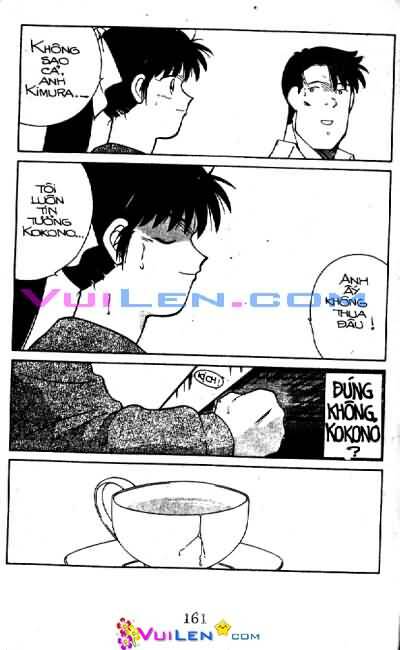 KHÔNG
SAO
CẢ,
ANH
KIMURA...
TÔI
LUÔN
TIN
TƯỞNG
KOKONO...
ANH
ẤY
KHÔNG
THUA
ĐÂU!
VUILEN.COM
KỊCH!
ĐÚNG
KHÔNG,
KOKONO
?
161
VUILEN.COM